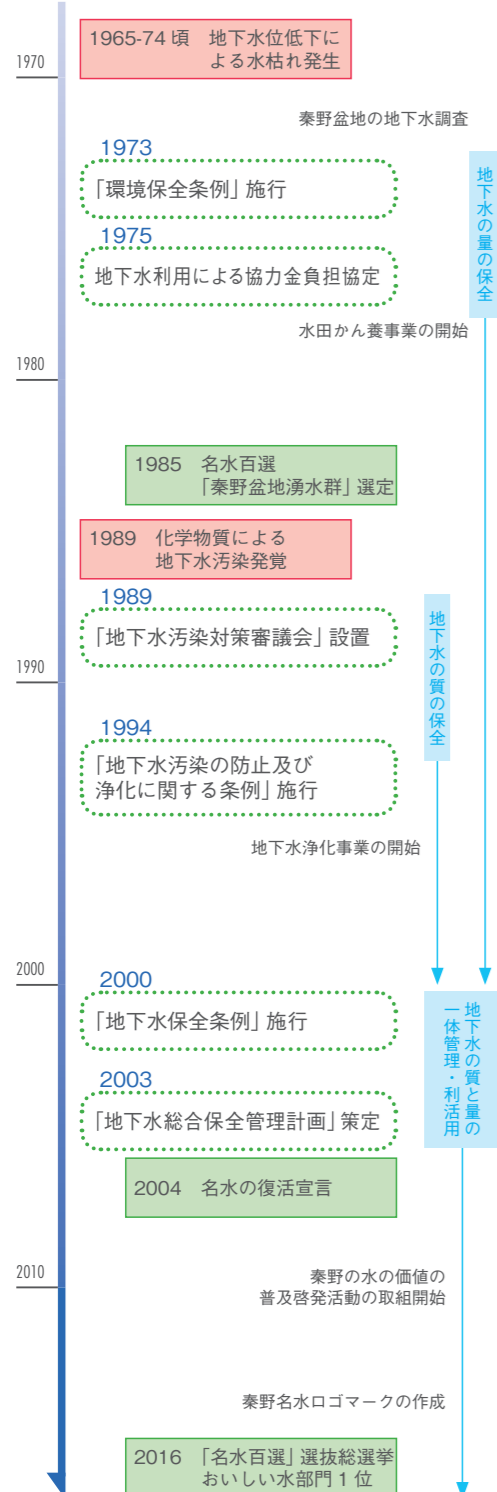 1965-74 頃　地下水位低下に
よる水枯れ発生
1970
秦野盆地の地下水調査
1973
「環境保全条例」施行
地下水の量の保全
1975
地下水利用による協力金負担協定
水田かん養事業の開始
1980
1985　名水百選
「秦野盆地湧水群」選定
1989　化学物質による
地下水汚染発覚
1989
「地下水汚染対策審議会」設置
地下水の質の保全
1990
1994
「地下水汚染の防止及び
浄化に関する条例」施行
地下水浄化事業の開始
2000
2000
「地下水保全条例」施行
地下水の質と量の
一体管理・利活用
2003
「地下水総合保全管理計画」策定
2004　名水の復活宣言
2010
秦野の水の価値の
普及啓発活動の取組開始
秦野名水ロゴマークの作成
2016　「名水百選」選抜総選挙
おいしい水部門 1 位